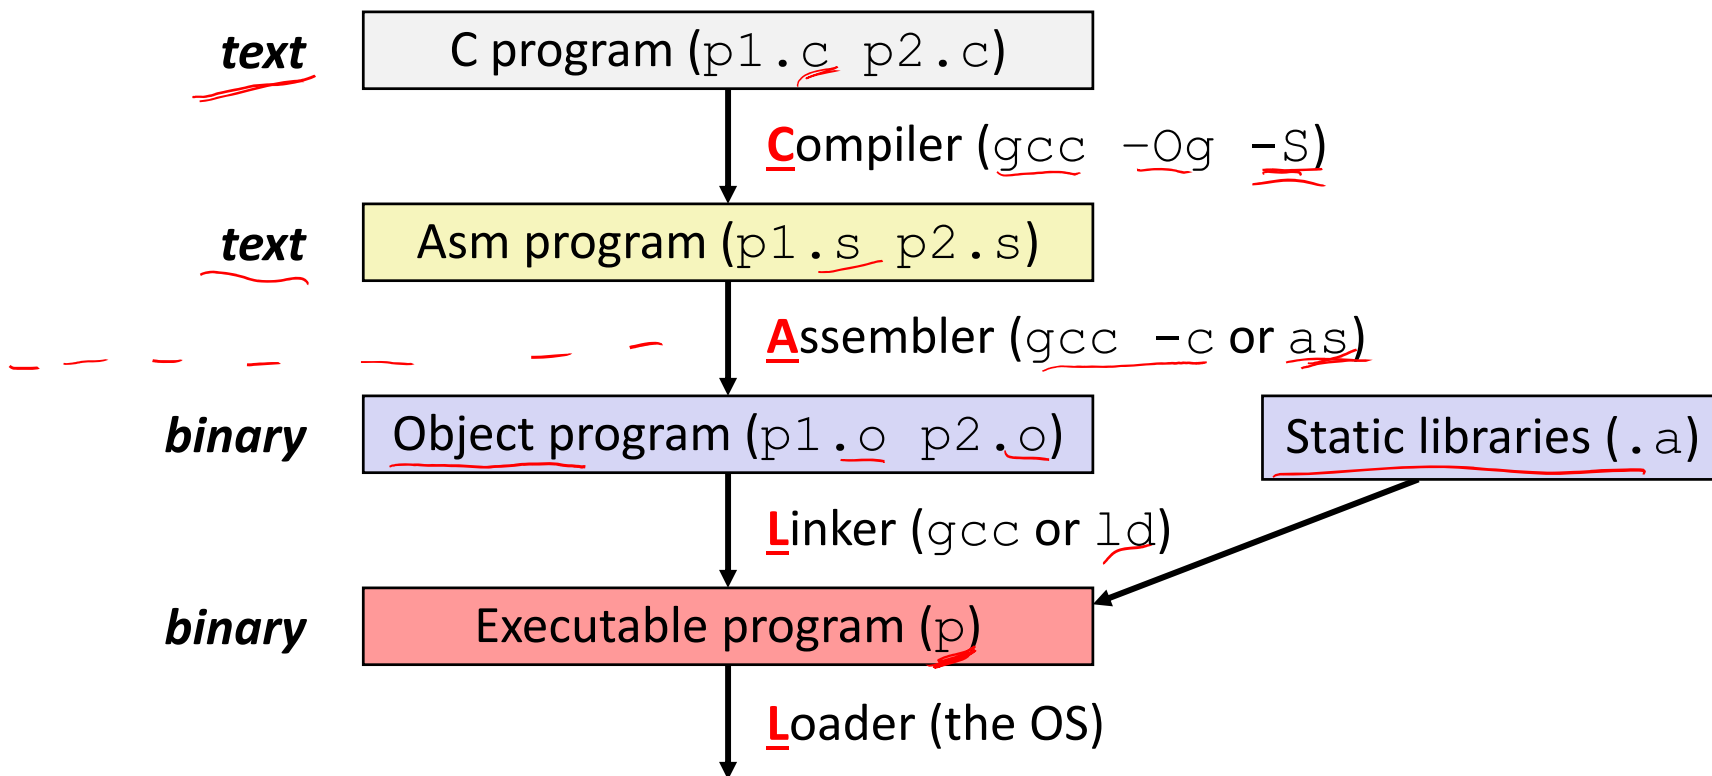 text C program (p1.c p2.c)
Compiler (gcc -Og -S)
text Asm program (p1.s p2.s)
Assembler (gcc -c or as)
binary Object program (p1.o p2.o) Static libraries (.a)
Linker (gcc or ld)
binary Executable program (p)
Loader (the OS)